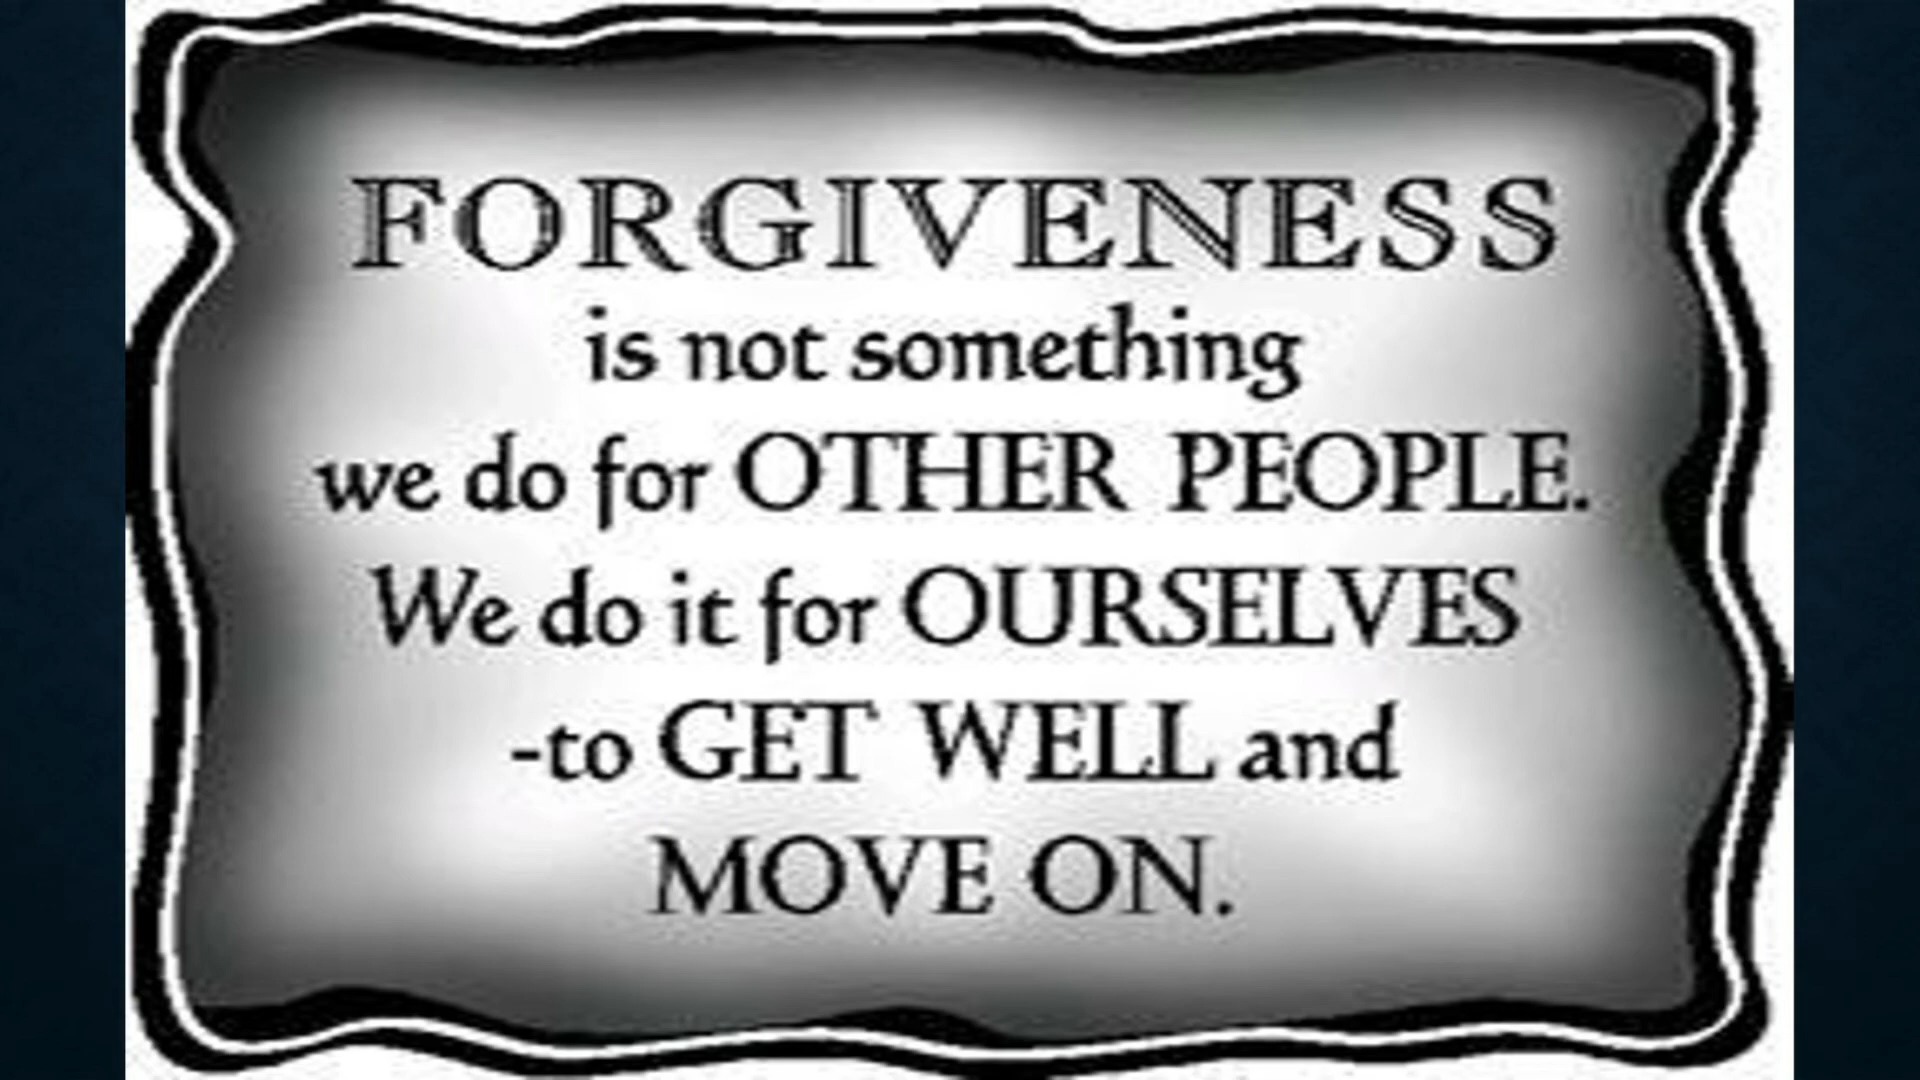 FORGIVENESS
is not something
we do for OTHER PEOPLE.
We do it for OURSELVES
-to GET WELL and
MOVE ON.